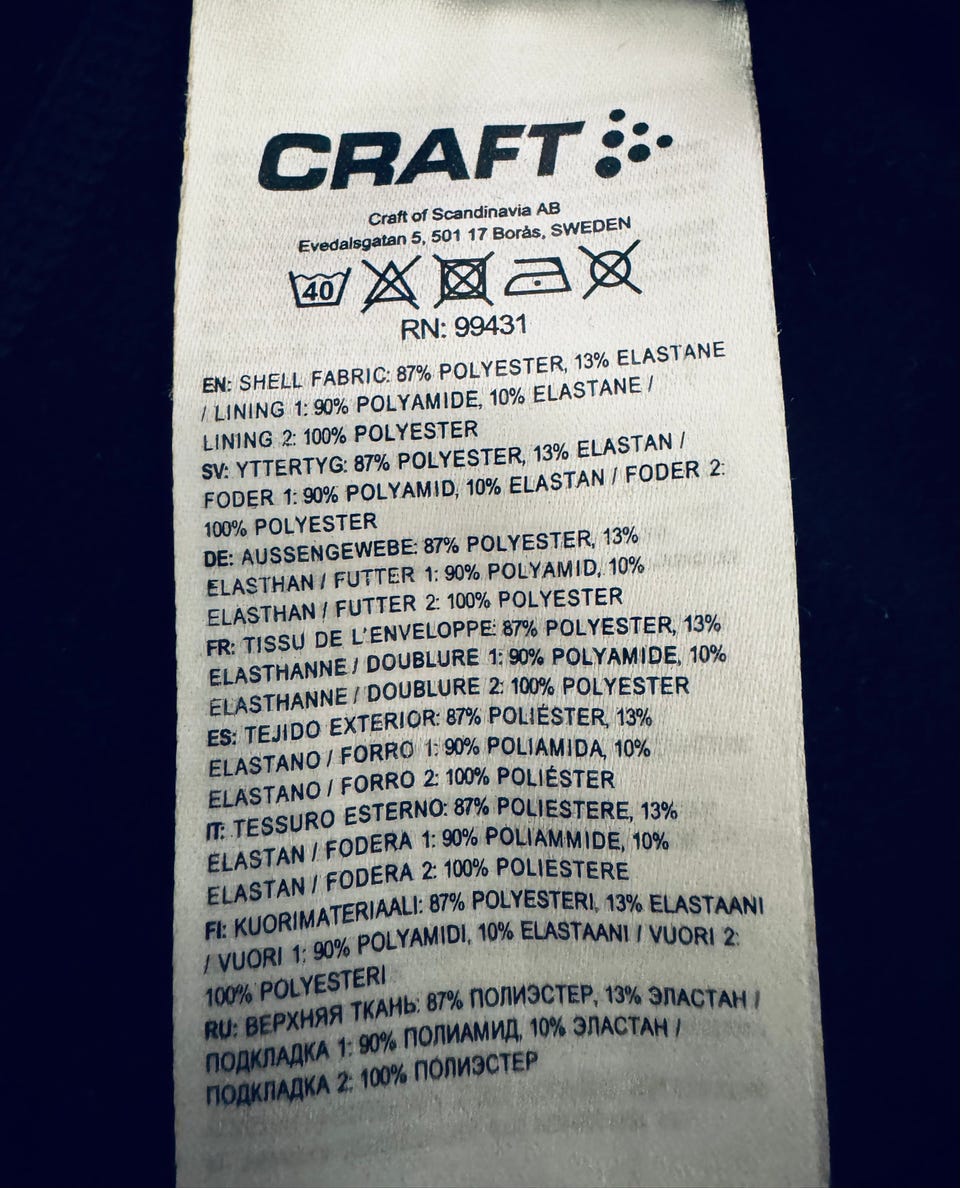 CRAFT
Craft of Scandinavia AB
Evedalsgatan 5, 501 17 Borås, SWEDEN
40
RN: 99431
EN: SHELL FABRIC: 87% POLYESTER, 13% ELASTANE
/ LINING 1: 90% POLYAMIDE, 10% ELASTANE /
LINING 2: 100% POLYESTER
SV: YTTERTYG: 87% POLYESTER, 13% ELASTAN /
FODER 1: 90% POLYAMID, 10% ELASTAN / FODER 2:
100% POLYESTER
DE: AUSSENGEWEBE: 87% POLYESTER, 13%
ELASTHAN / FUTTER 1: 90% POLYAMID, 10%
ELASTHAN / FUTTER 2: 100% POLYESTER
FR: TISSU DE L'ENVELOPPE: 87% POLYESTER, 13%
ELASTHANNE / DOUBLURE 1: 90% POLYAMIDE, 10%
ELASTHANNE / DOUBLURE 2: 100% POLYESTER
ES: TEJIDO EXTERIOR: 87% POLIÉSTER, 13%
ELASTANO / FORRO 1: 90% POLIAMIDA, 10%
ELASTANO / FORRO 2: 100% POLIÉSTER
IT: TESSURO ESTERNO: 87% POLIESTERE, 13%
ELASTAN / FODERA 1: 90% POLIAMMIDE, 10%
ELASTAN / FODERA 2: 100% POLIESTERE
FI: KUORIMATERIAALI: 87% POLYESTERI, 13% ELASTAANI
/ VUORI 1: 90% POLYAMIDI, 10% ELASTAANI / VUORI 2:
100% POLYESTERI
RU: ВЕРХНЯЯ ТКАНЬ: 87% ПОЛИЭСТЕР, 13% ЭЛАСТАН /
ПОДКЛАДКА 1: 90% ПОЛИАМИД, 10% ЭЛАСТАН /
ПОДКЛАДКА 2: 100% ПОЛИЭСТЕР